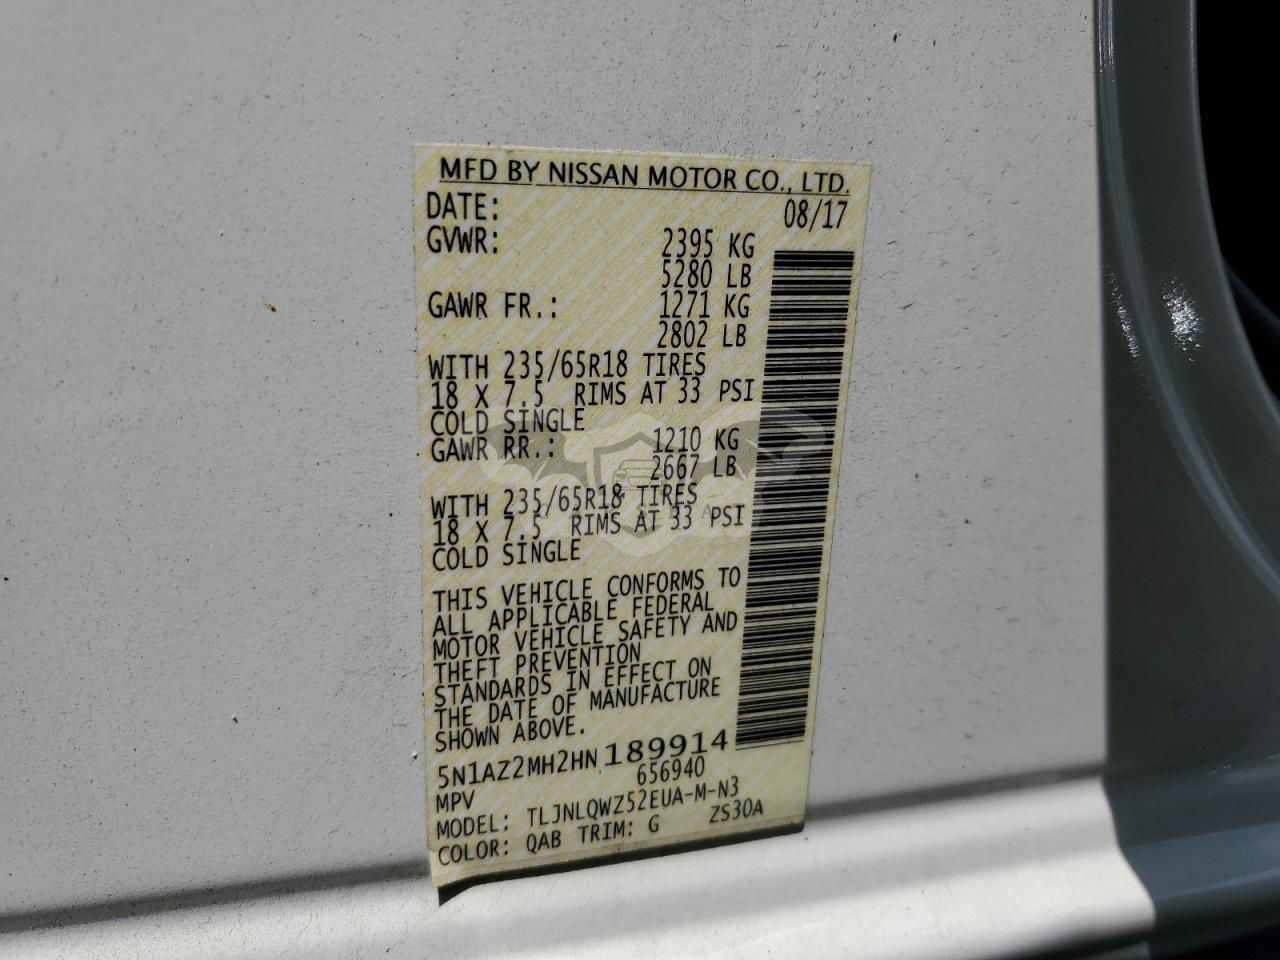 MFD BY NISSAN MOTOR CO., LTD.
DATE: 08/17
GVWR: 2395 KG
5280 LB
GAWR FR.: 1271 KG
2802 LB
WITH 235/65R18 TIRES
18 X 7.5 RIMS AT 33 PSI
COLD SINGLE
GAWR RR.: 1210 KG
2667 LB
WITH 235/65R18 TIRES
18 X 7.5 RIMS AT 33 PSI
COLD SINGLE
THIS VEHICLE CONFORMS TO
ALL APPLICABLE FEDERAL
MOTOR VEHICLE SAFETY AND
THEFT PREVENTION
STANDARDS IN EFFECT ON
THE DATE OF MANUFACTURE
SHOWN ABOVE.
5N1AZ2MH2HN189914
656940
MPV
MODEL: TLJNLQWZ52EUA-M-N3
COLOR: QAB TRIM: G ZS30A